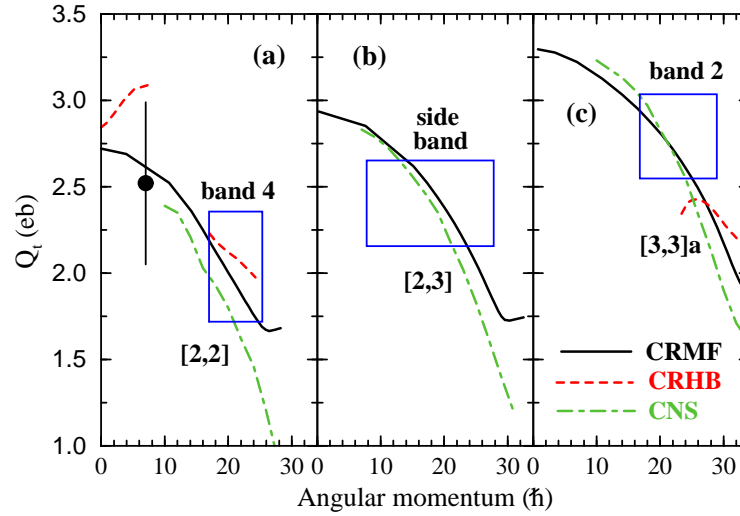 3.5
3.0
2.5
2.0
1.5
1.0
Q_t (eb)
(a)
band 4
[2,2]
0 10 20 30
(b)
side
band
[2,3]
0 10 20 30
band 2
(c)
[3,3]a
CRMF
CRHB
CNS
0 10 20 30
Angular momentum (ℏ)